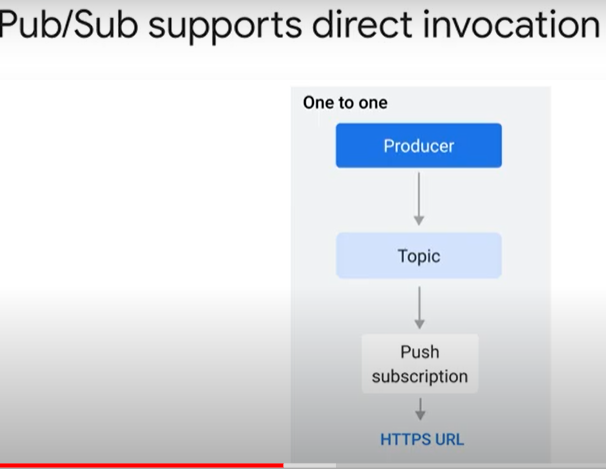 Pub/Sub supports direct invocation
One to one
Producer
Topic
Push
subscription
HTTPS URL